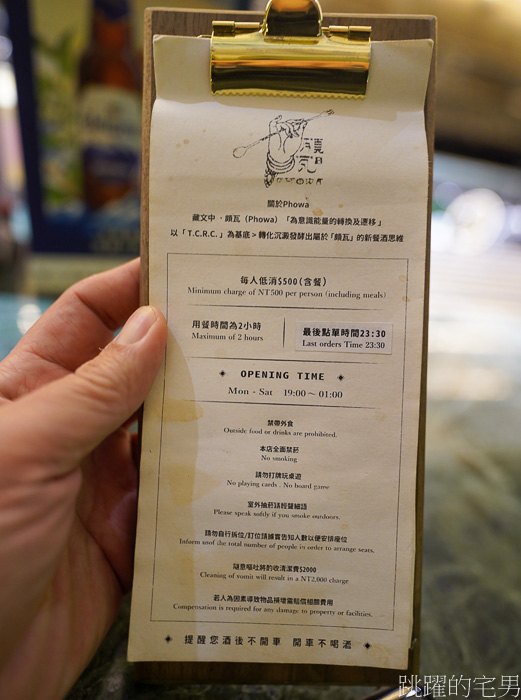 頗瓦
PHOWA
關於Phowa
藏文中，頗瓦（Phowa）「為意識能量的轉換及遷移」
以「T.C.R.C.」為基底>轉化沉澱發酵出屬於「頗瓦」的新餐酒思維
每人低消$500(含餐)
Minimum charge of NT500 per person (including meals)
用餐時間為2小時
Maximum of 2 hours
最後點單時間23:30
Last orders Time 23:30
OPENING TIME
Mon - Sat 19:00～01:00
禁帶外食
Outside food or drinks are prohibited.
本店全面禁菸
No smoking
請勿打牌玩桌遊
No playing cards . No board game
室外抽菸請輕聲細語
Please speak softly if you smoke outdoors.
請勿自行拆位/訂位請據實告知人數以便安排座位
Inform usof the total number of people in order to arrange seats.
隨意嘔吐將酌收清潔費$2000
Cleaning of vomit will result in a NT2,000 charge
若人為因素導致物品損壞需賠償相關費用
Compensation is required for any damage to property or facilities.
提醒您酒後不開車 開車不喝酒
跳躍的宅男